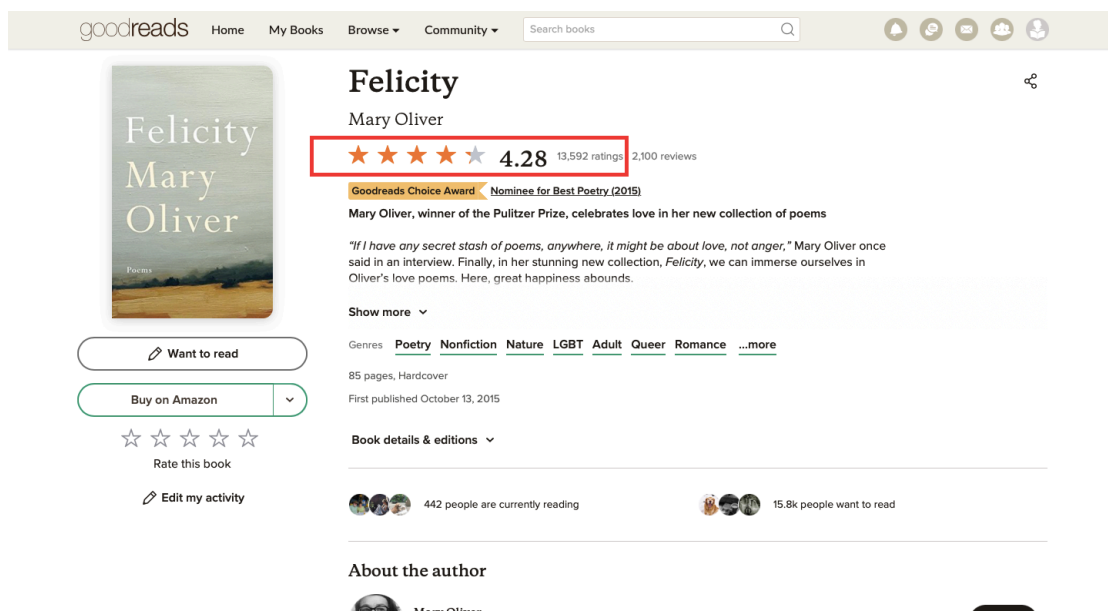 goodreads Home My Books Browse Community Search books
Felicity
Mary Oliver
Poems
Want to read
Buy on Amazon
Rate this book
Edit my activity
Felicity
Mary Oliver
4.28 13,592 ratings 2,100 reviews
Goodreads Choice Award Nominee for Best Poetry (2015)
Mary Oliver, winner of the Pulitzer Prize, celebrates love in her new collection of poems
“If I have any secret stash of poems, anywhere, it might be about love, not anger,” Mary Oliver once
said in an interview. Finally, in her stunning new collection, Felicity, we can immerse ourselves in
Oliver’s love poems. Here, great happiness abounds.
Show more
Genres Poetry Nonfiction Nature LGBT Adult Queer Romance ...more
85 pages, Hardcover
First published October 13, 2015
Book details & editions
442 people are currently reading 15.8k people want to read
About the author
Mary Oliver